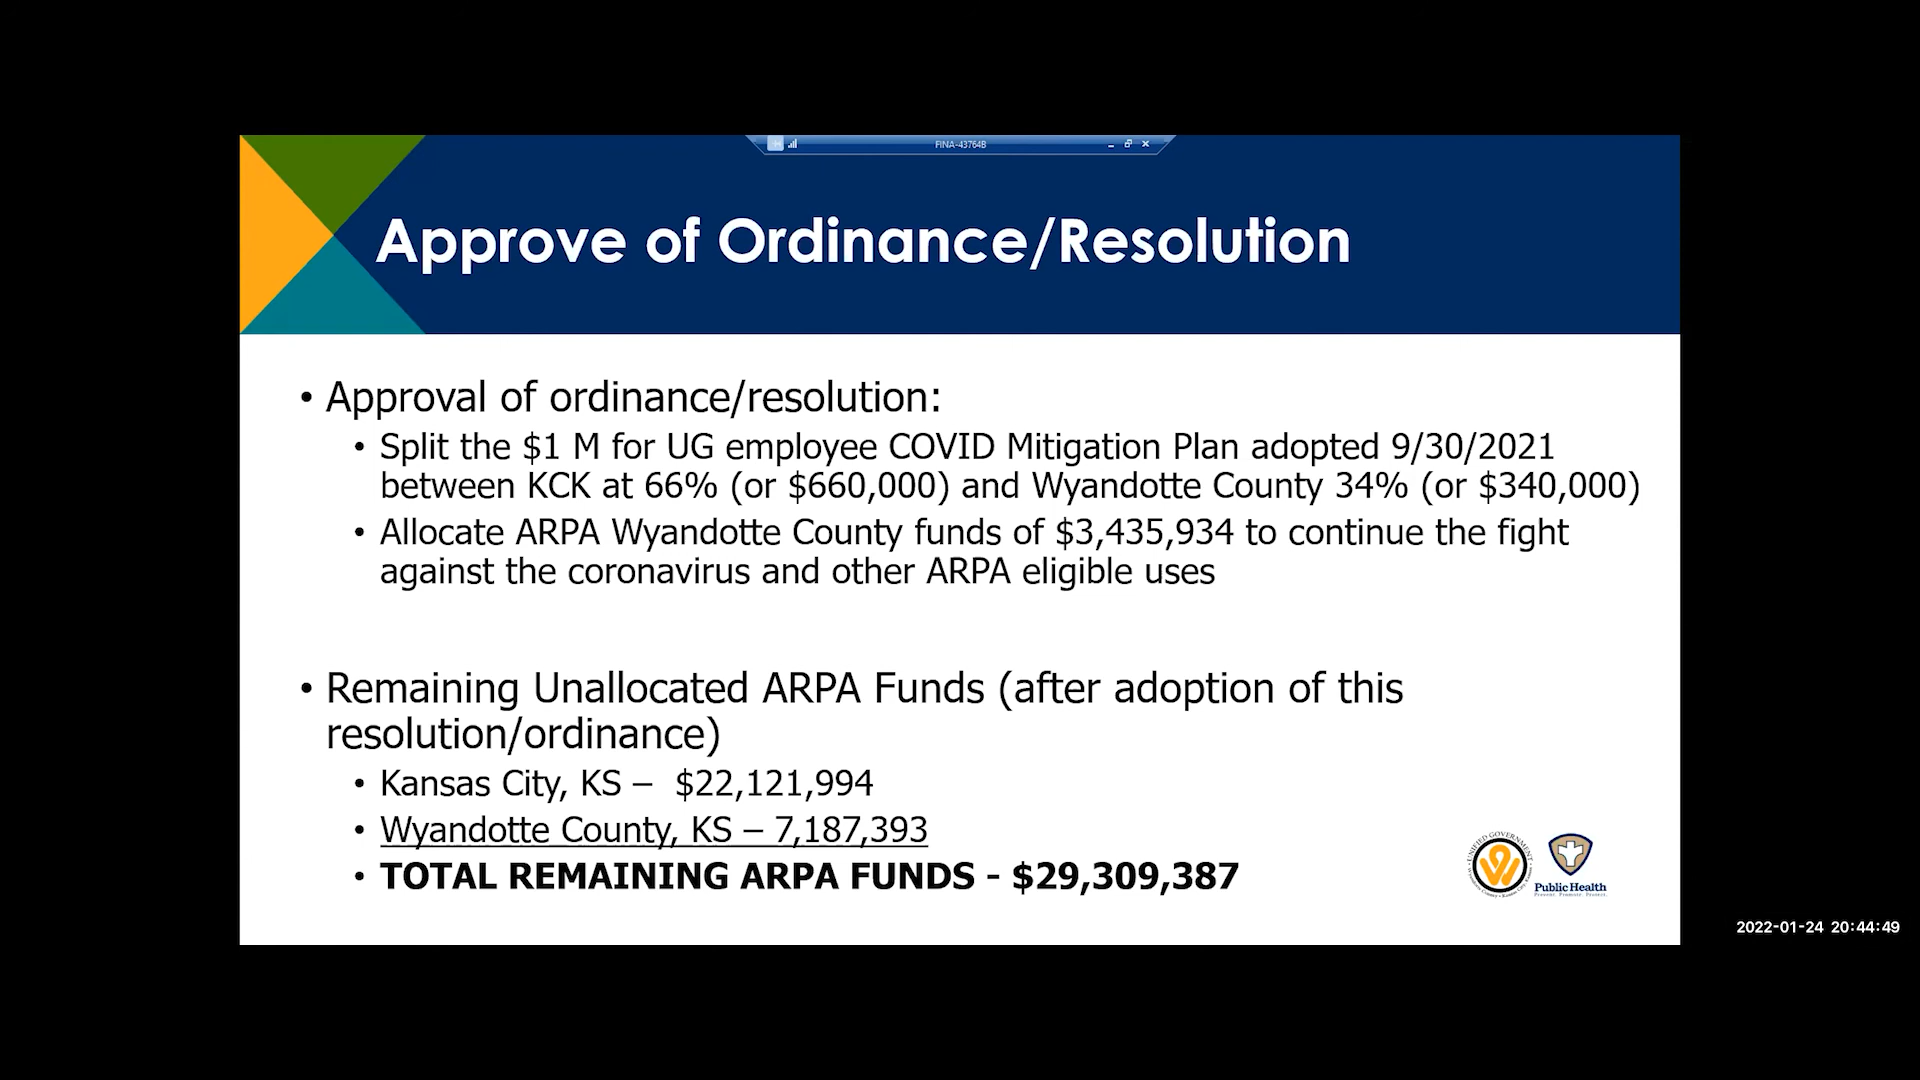 FINA-43764B
Approve of Ordinance/Resolution
• Approval of ordinance/resolution:
• Split the $1 M for UG employee COVID Mitigation Plan adopted 9/30/2021
between KCK at 66% (or $660,000) and Wyandotte County 34% (or $340,000)
• Allocate ARPA Wyandotte County funds of $3,435,934 to continue the fight
against the coronavirus and other ARPA eligible uses
• Remaining Unallocated ARPA Funds (after adoption of this
resolution/ordinance)
• Kansas City, KS – $22,121,994
• Wyandotte County, KS – 7,187,393
• TOTAL REMAINING ARPA FUNDS - $29,309,387
UNIFIED GOVERNMENT
Public Health
Prevent. Promote. Protect.
2022-01-24 20:44:49